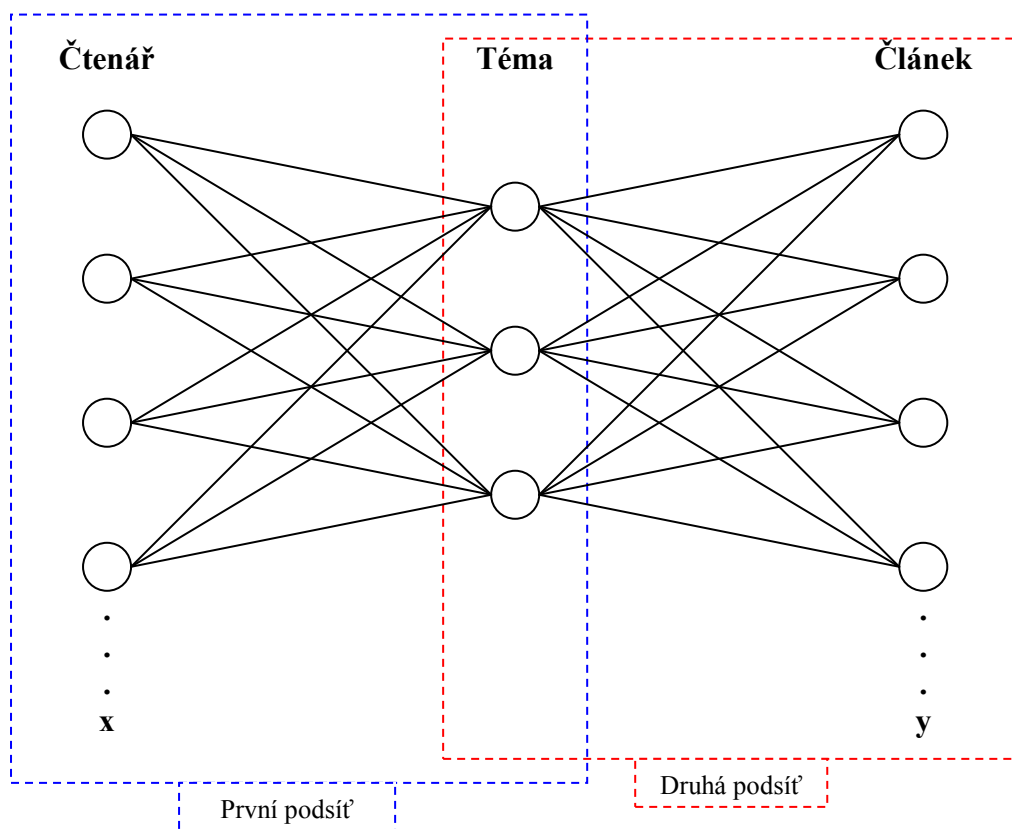 Čtenář Téma Článek
.
.
.
.
.
.
x y
Druhá podsíť
První podsíť